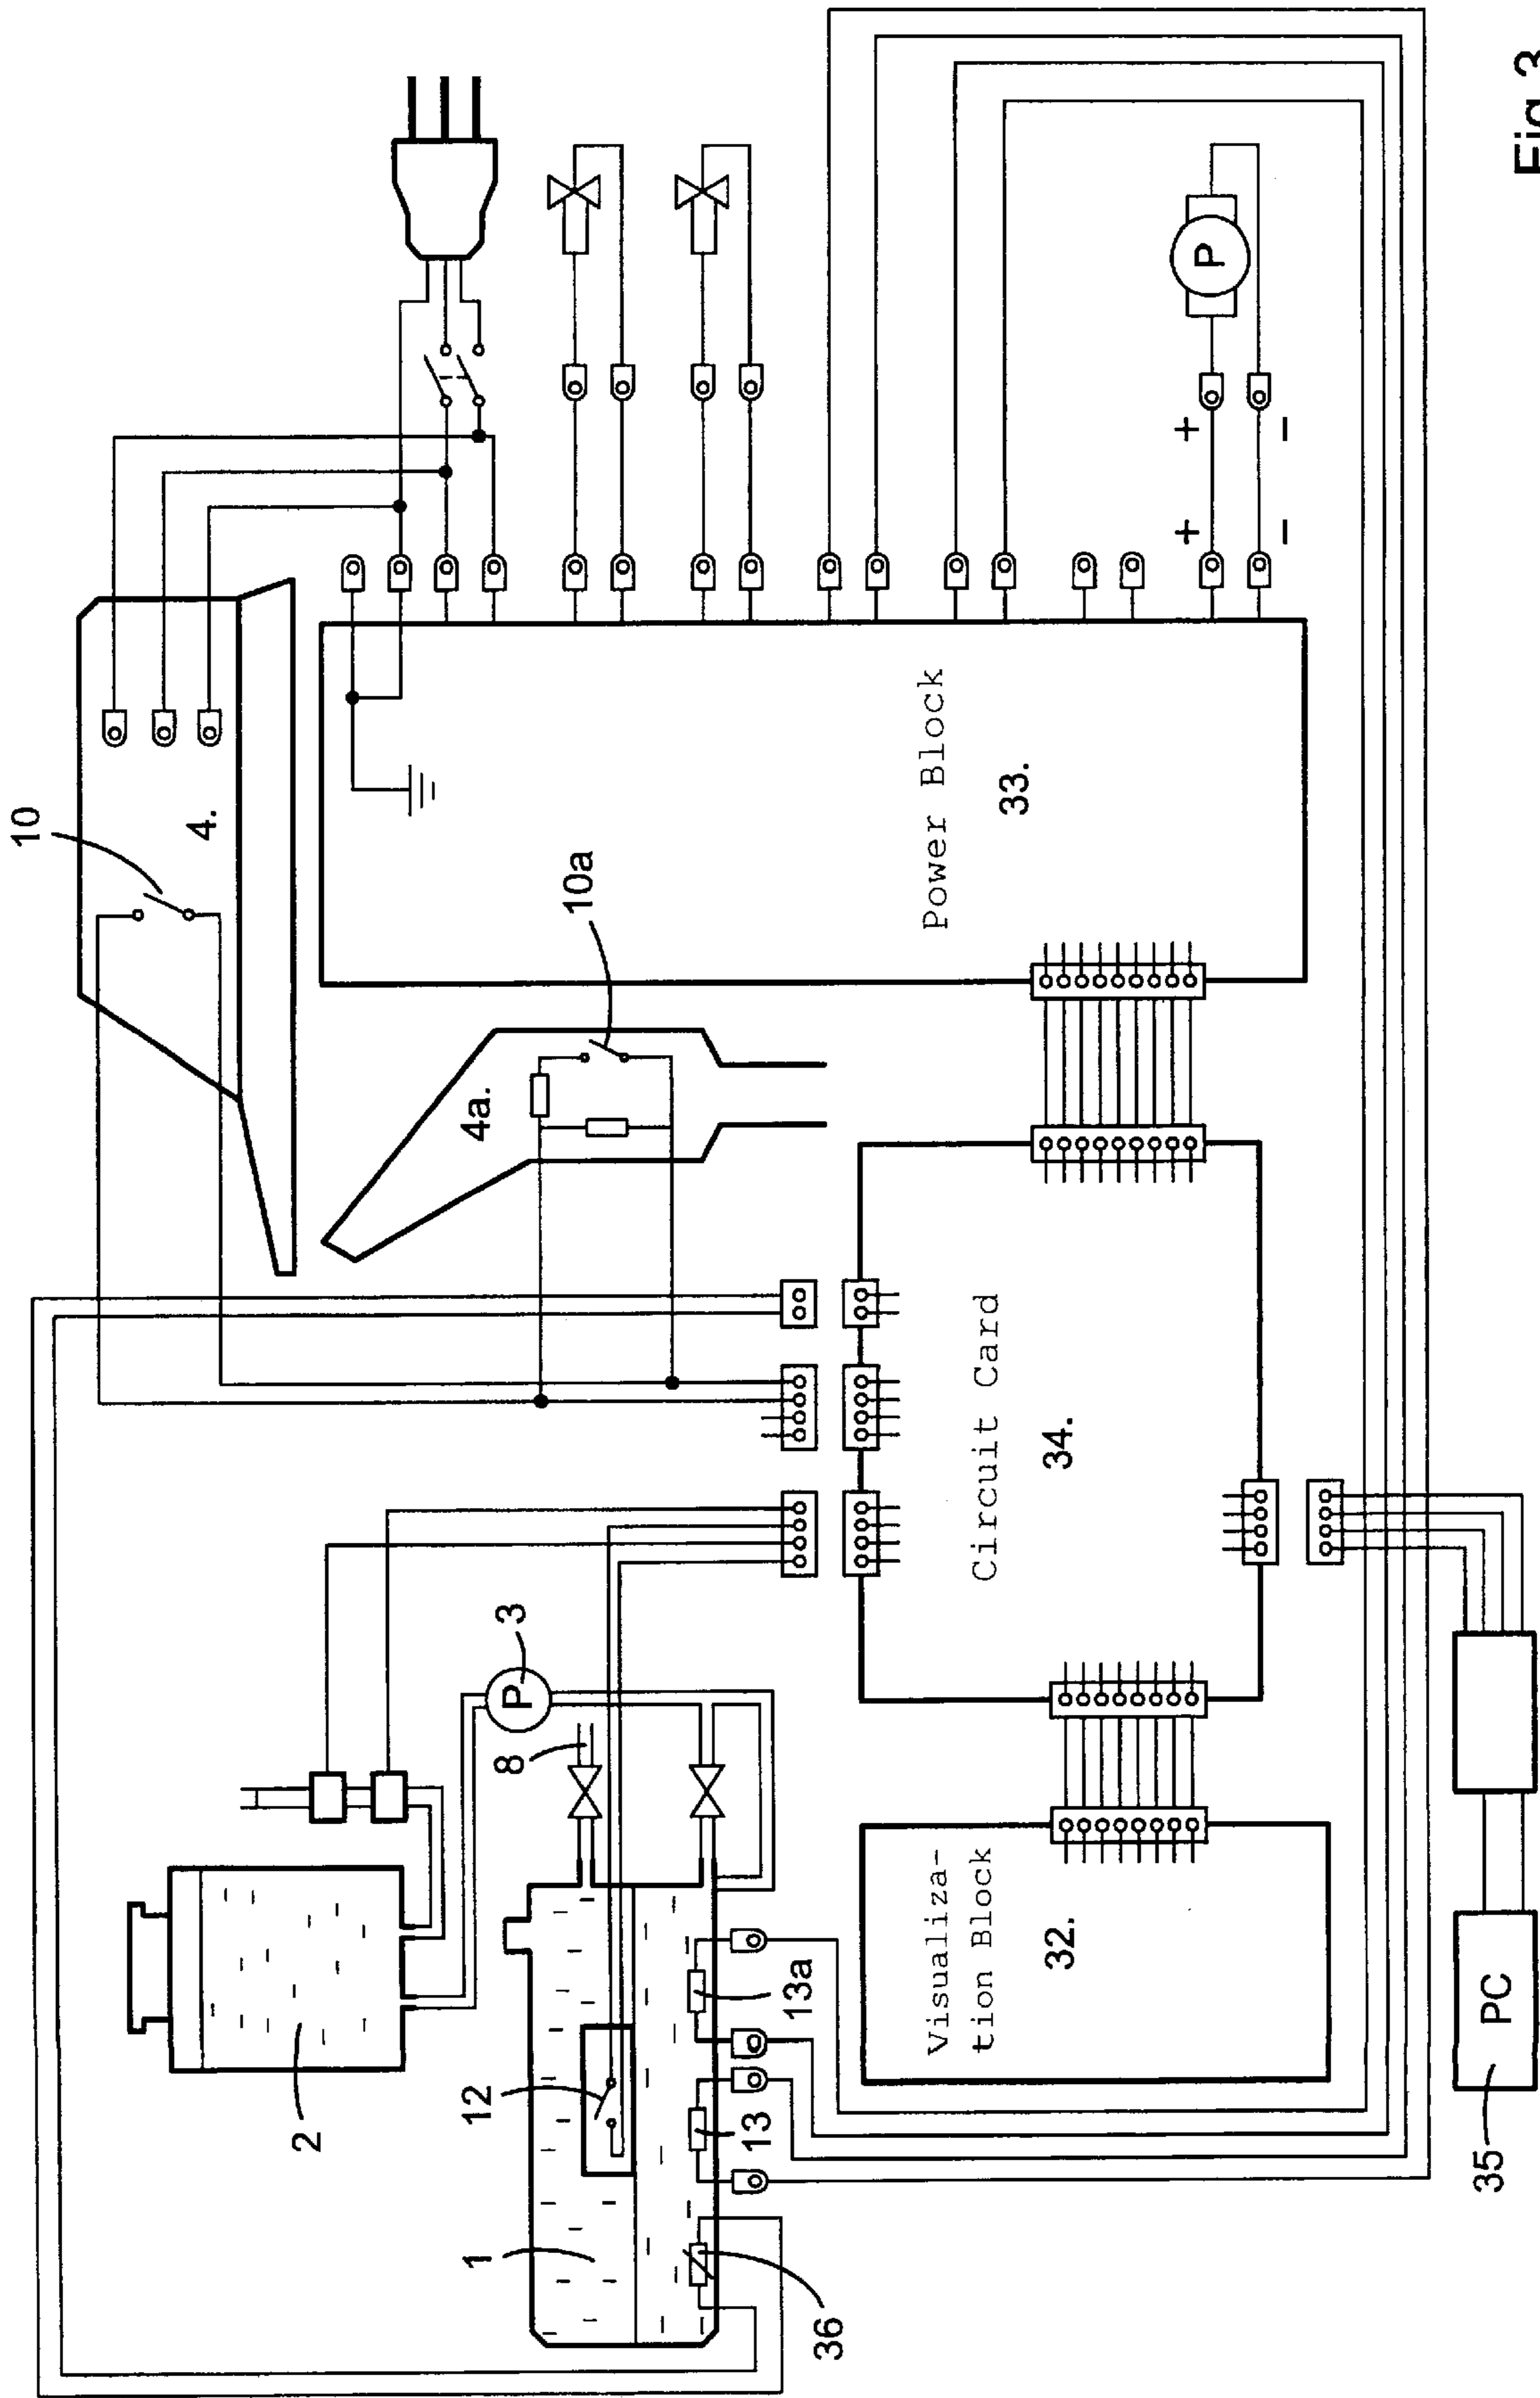 10
4.
2
1
12
4a.
8
P
3
10a
13
13a
36
Visualiza-
tion Block
32.
Circuit Card
34.
Power Block
33.
+ +
P
− −
35
PC
Fig. 3